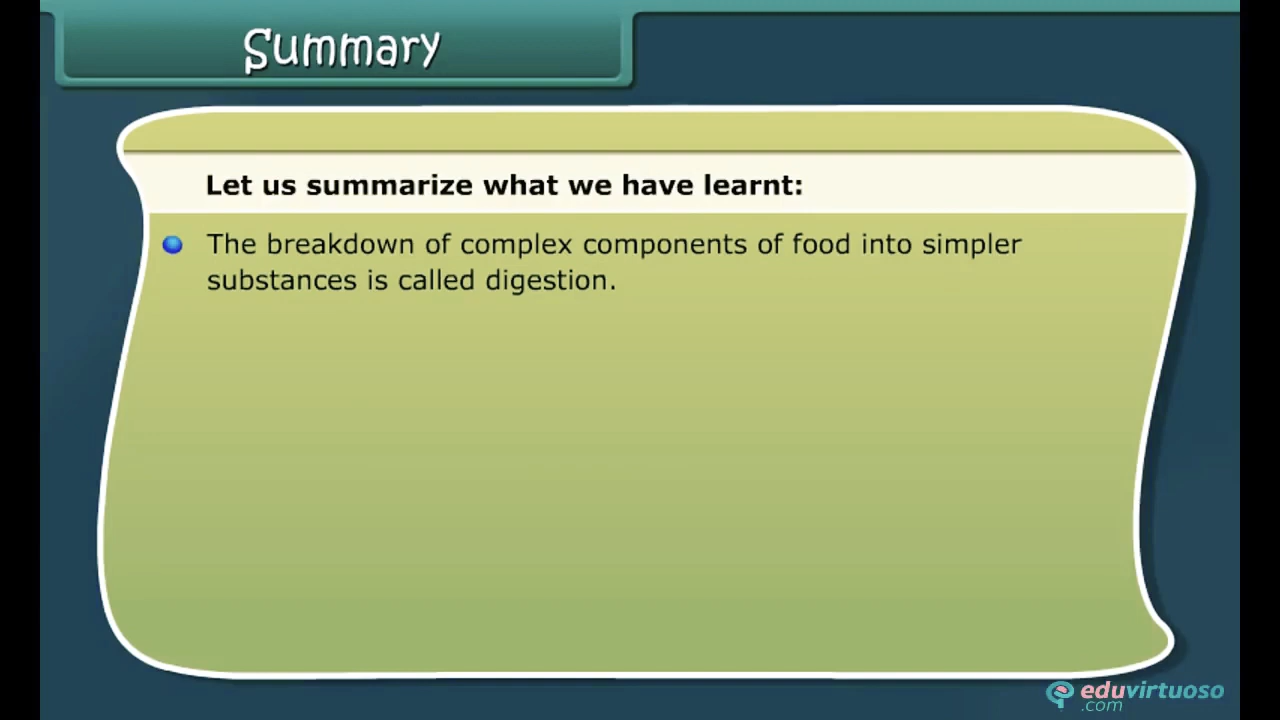 Summary
Let us summarize what we have learnt:
The breakdown of complex components of food into simpler
substances is called digestion.
eduvirtuoso
.com